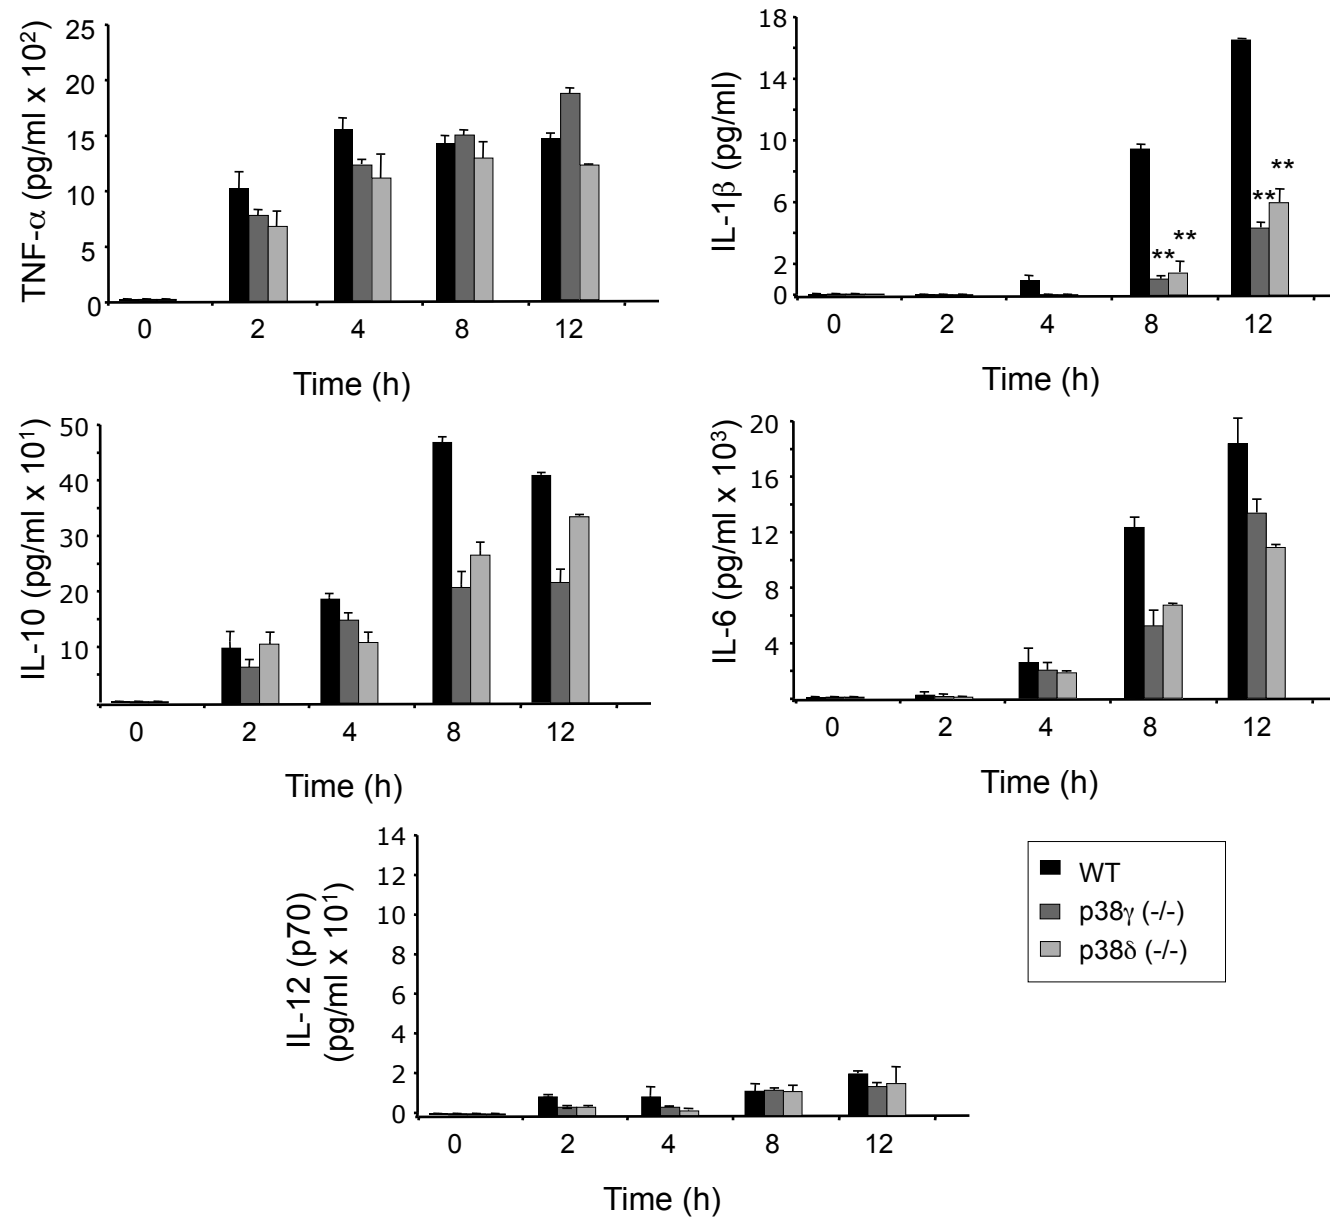 TNF-α (pg/ml x 10²)
25
20
15
10
5
0
0 2 4 8 12
Time (h)
IL-1β (pg/ml)
18
14
10
6
2
0
** **
** **
0 2 4 8 12
Time (h)
IL-10 (pg/ml x 10¹)
50
40
30
20
10
0 2 4 8 12
Time (h)
IL-6 (pg/ml x 10³)
20
16
12
8
4
0 2 4 8 12
Time (h)
IL-12 (p70)
(pg/ml x 10¹)
14
12
10
8
6
4
2
0
0 2 4 8 12
Time (h)
WT
p38γ (-/-)
p38δ (-/-)